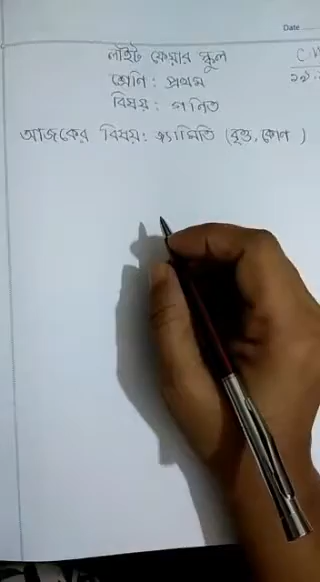 Date
লাইট কেয়ার স্কুল
C.W
শ্রেণি: প্রথম
বিষয়: গণিত
আজকের বিষয়: জ্যামিতি (বৃত্ত, কোণ)